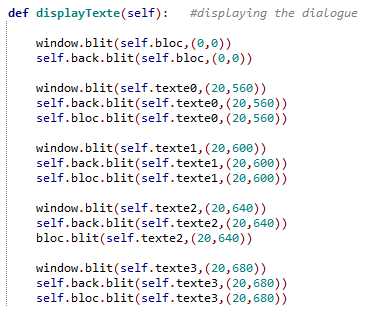 def displayTexte(self):   #displaying the dialogue
window.blit(self.bloc,(0,0))
self.back.blit(self.bloc,(0,0))
window.blit(self.texte0,(20,560))
self.back.blit(self.texte0,(20,560))
self.bloc.blit(self.texte0,(20,560))
window.blit(self.texte1,(20,600))
self.back.blit(self.texte1,(20,600))
self.bloc.blit(self.texte1,(20,600))
window.blit(self.texte2,(20,640))
self.back.blit(self.texte2,(20,640))
bloc.blit(self.texte2,(20,640))
window.blit(self.texte3,(20,680))
self.back.blit(self.texte3,(20,680))
self.bloc.blit(self.texte3,(20,680))